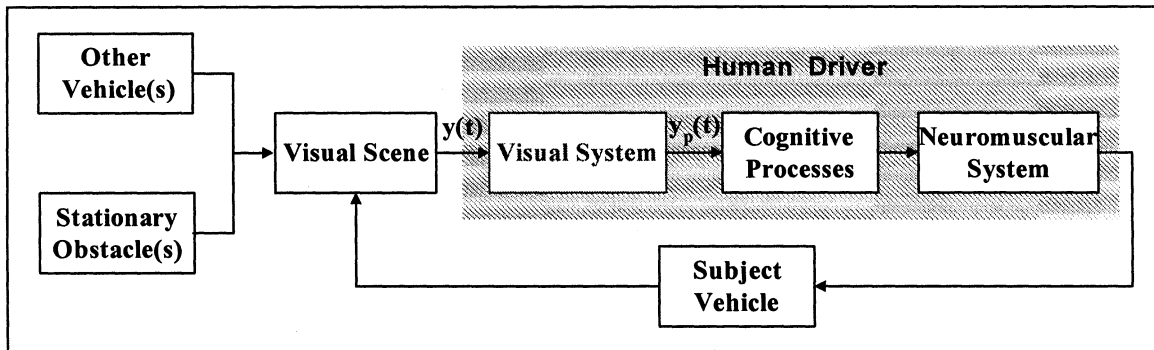 Other
Vehicle(s)
Human Driver
Visual Scene
y(t)
Visual System
y_p(t)
Cognitive
Processes
Neuromuscular
System
Stationary
Obstacle(s)
Subject
Vehicle